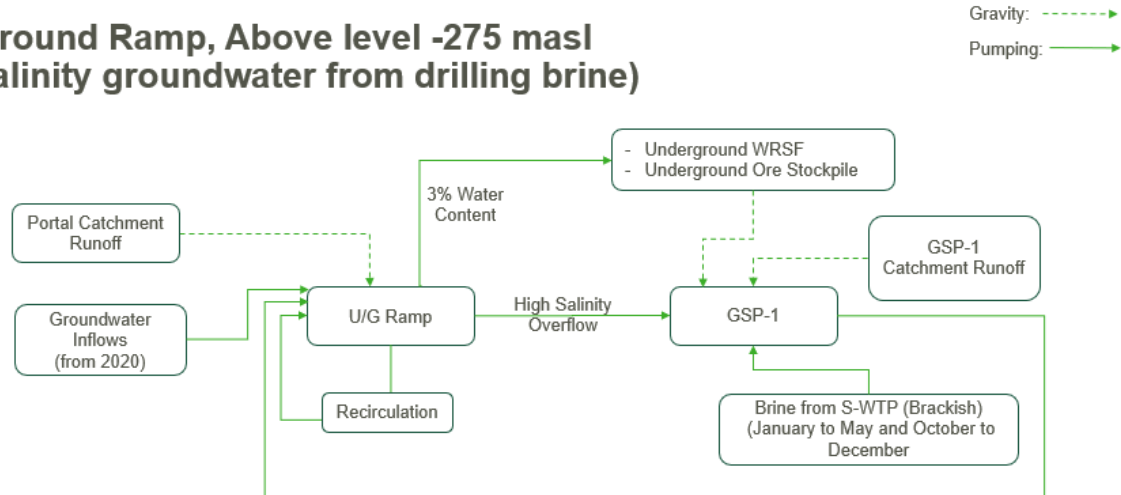 round Ramp, Above level -275 masl
alinity groundwater from drilling brine)
Gravity:
Pumping:
- Underground WRSF
- Underground Ore Stockpile
3% Water
Content
Portal Catchment
Runoff
GSP-1
Catchment Runoff
Groundwater
Inflows
(from 2020)
U/G Ramp
High Salinity
Overflow
GSP-1
Recirculation
Brine from S-WTP (Brackish)
(January to May and October to
December